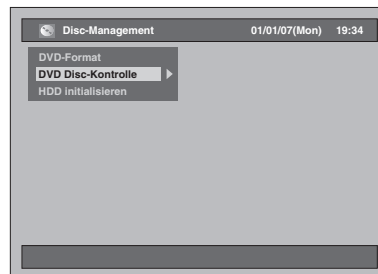 Disc-Management 01/01/07(Mon) 19:34
DVD-Format
DVD Disc-Kontrolle
HDD initialisieren